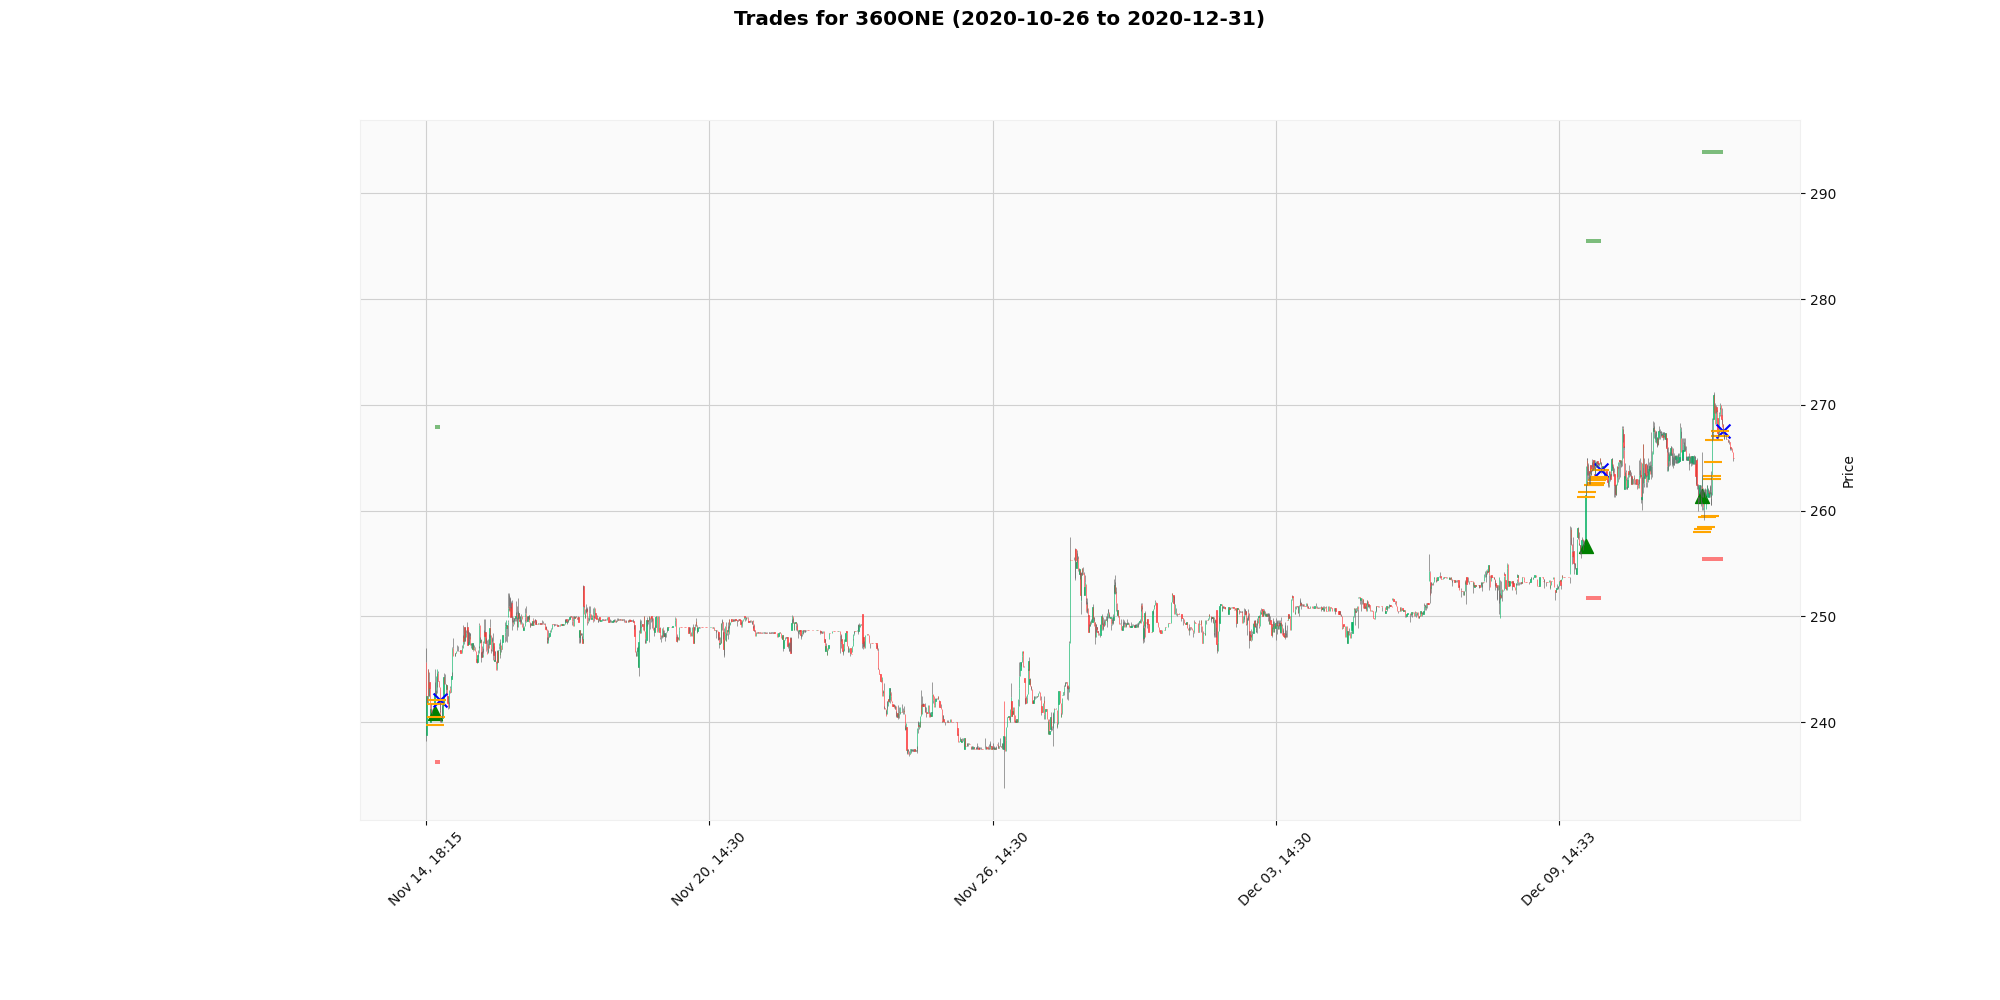 Trades for 360ONE (2020-10-26 to 2020-12-31)
290
280
270
260
250
240
Price
Nov 14, 18:15
Nov 20, 14:30
Nov 26, 14:30
Dec 03, 14:30
Dec 09, 14:33